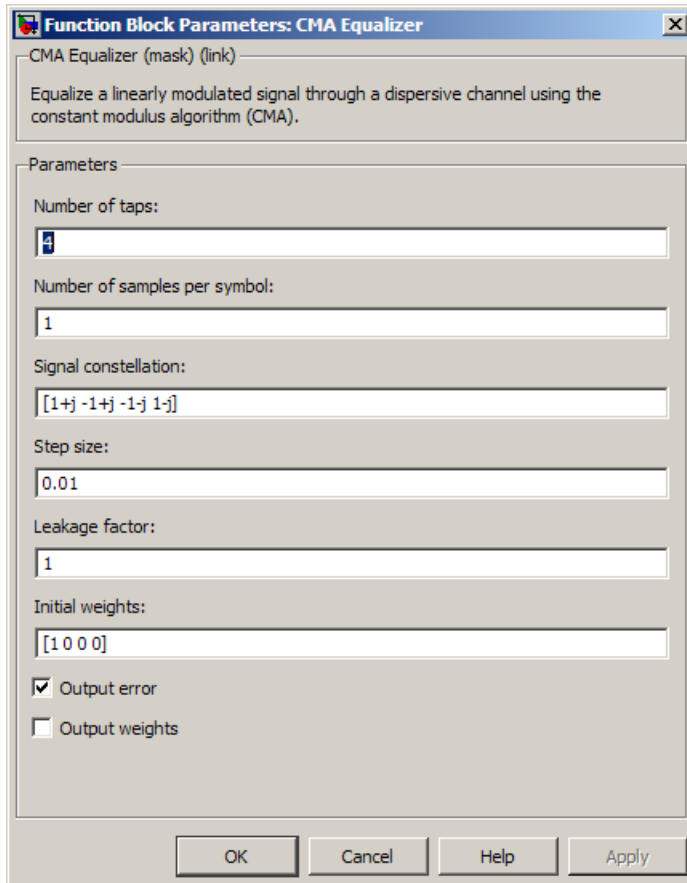 Function Block Parameters: CMA Equalizer
CMA Equalizer (mask) (link)
Equalize a linearly modulated signal through a dispersive channel using the
constant modulus algorithm (CMA).
Parameters
Number of taps:
4
Number of samples per symbol:
1
Signal constellation:
[1+j -1+j -1-j 1-j]
Step size:
0.01
Leakage factor:
1
Initial weights:
[1 0 0 0]
Output error
Output weights
OK Cancel Help Apply